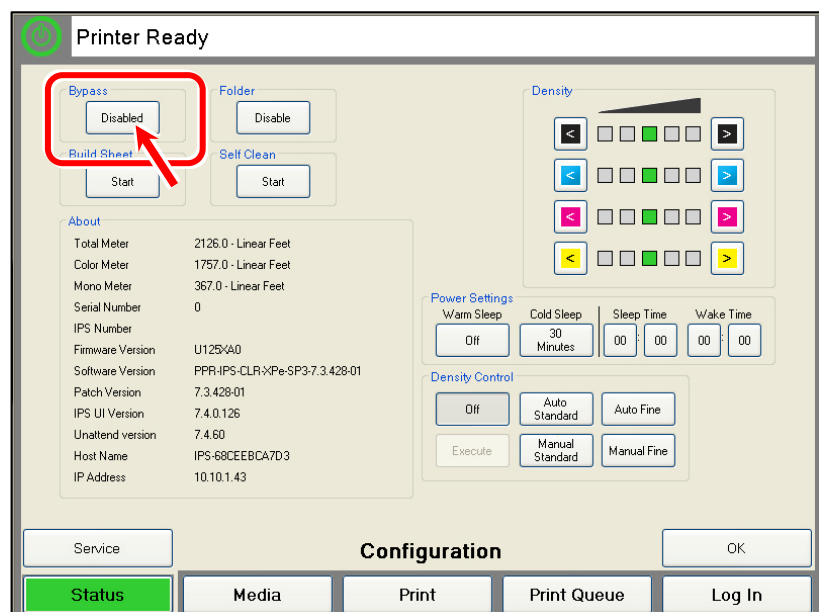 Printer Ready
Bypass
Disabled
Folder
Disable
Build Sheet
Start
Self Clean
Start
Density
<
>
<
>
<
>
<
>
About
Total Meter 2126.0 - Linear Feet
Color Meter 1757.0 - Linear Feet
Mono Meter 367.0 - Linear Feet
Serial Number 0
IPS Number
Firmware Version U125XA0
Software Version PPR-IPS-CLR-XPe-SP3-7.3.428-01
Patch Version 7.3.428-01
IPS UI Version 7.4.0.126
Unattend version 7.4.60
Host Name IPS-68CEEBCA7D3
IP Address 10.10.1.43
Power Settings
Warm Sleep Cold Sleep Sleep Time Wake Time
Off
30
Minutes
00 : 00
00 : 00
Density Control
Off
Auto
Standard
Auto Fine
Execute
Manual
Standard
Manual Fine
Service
Configuration
OK
Status Media Print Print Queue Log In